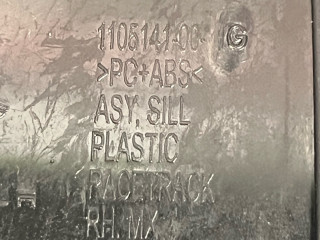 1105141-00 G
>PC+ABS<
ASY, SILL
PLASTIC
RACETRACK
RH, MX